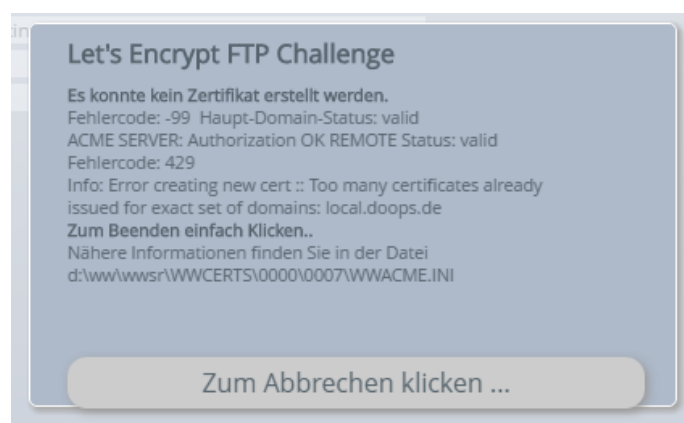 Let's Encrypt FTP Challenge
Es konnte kein Zertifikat erstellt werden.
Fehlercode: -99 Haupt-Domain-Status: valid
ACME SERVER: Authorization OK REMOTE Status: valid
Fehlercode: 429
Info: Error creating new cert :: Too many certificates already
issued for exact set of domains: local.doops.de
Zum Beenden einfach Klicken..
Nähere Informationen finden Sie in der Datei
d:\ww\wwsr\WWCERTS\0000\0007\WWACME.INI
Zum Abbrechen klicken ...